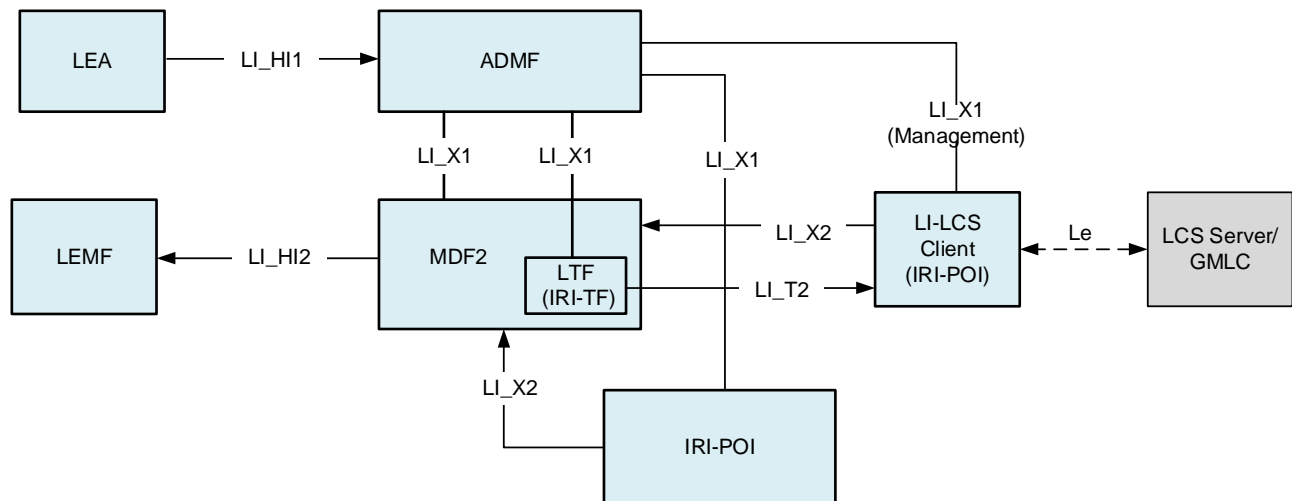 LEA
LI_HI1
ADMF
LI_X1
(Management)
LI_X1
LI_X1
LI_X1
LEMF
LI_HI2
MDF2
LTF
(IRI-TF)
LI_X2
LI_T2
LI-LCS
Client
(IRI-POI)
Le
LCS Server/
GMLC
LI_X2
IRI-POI